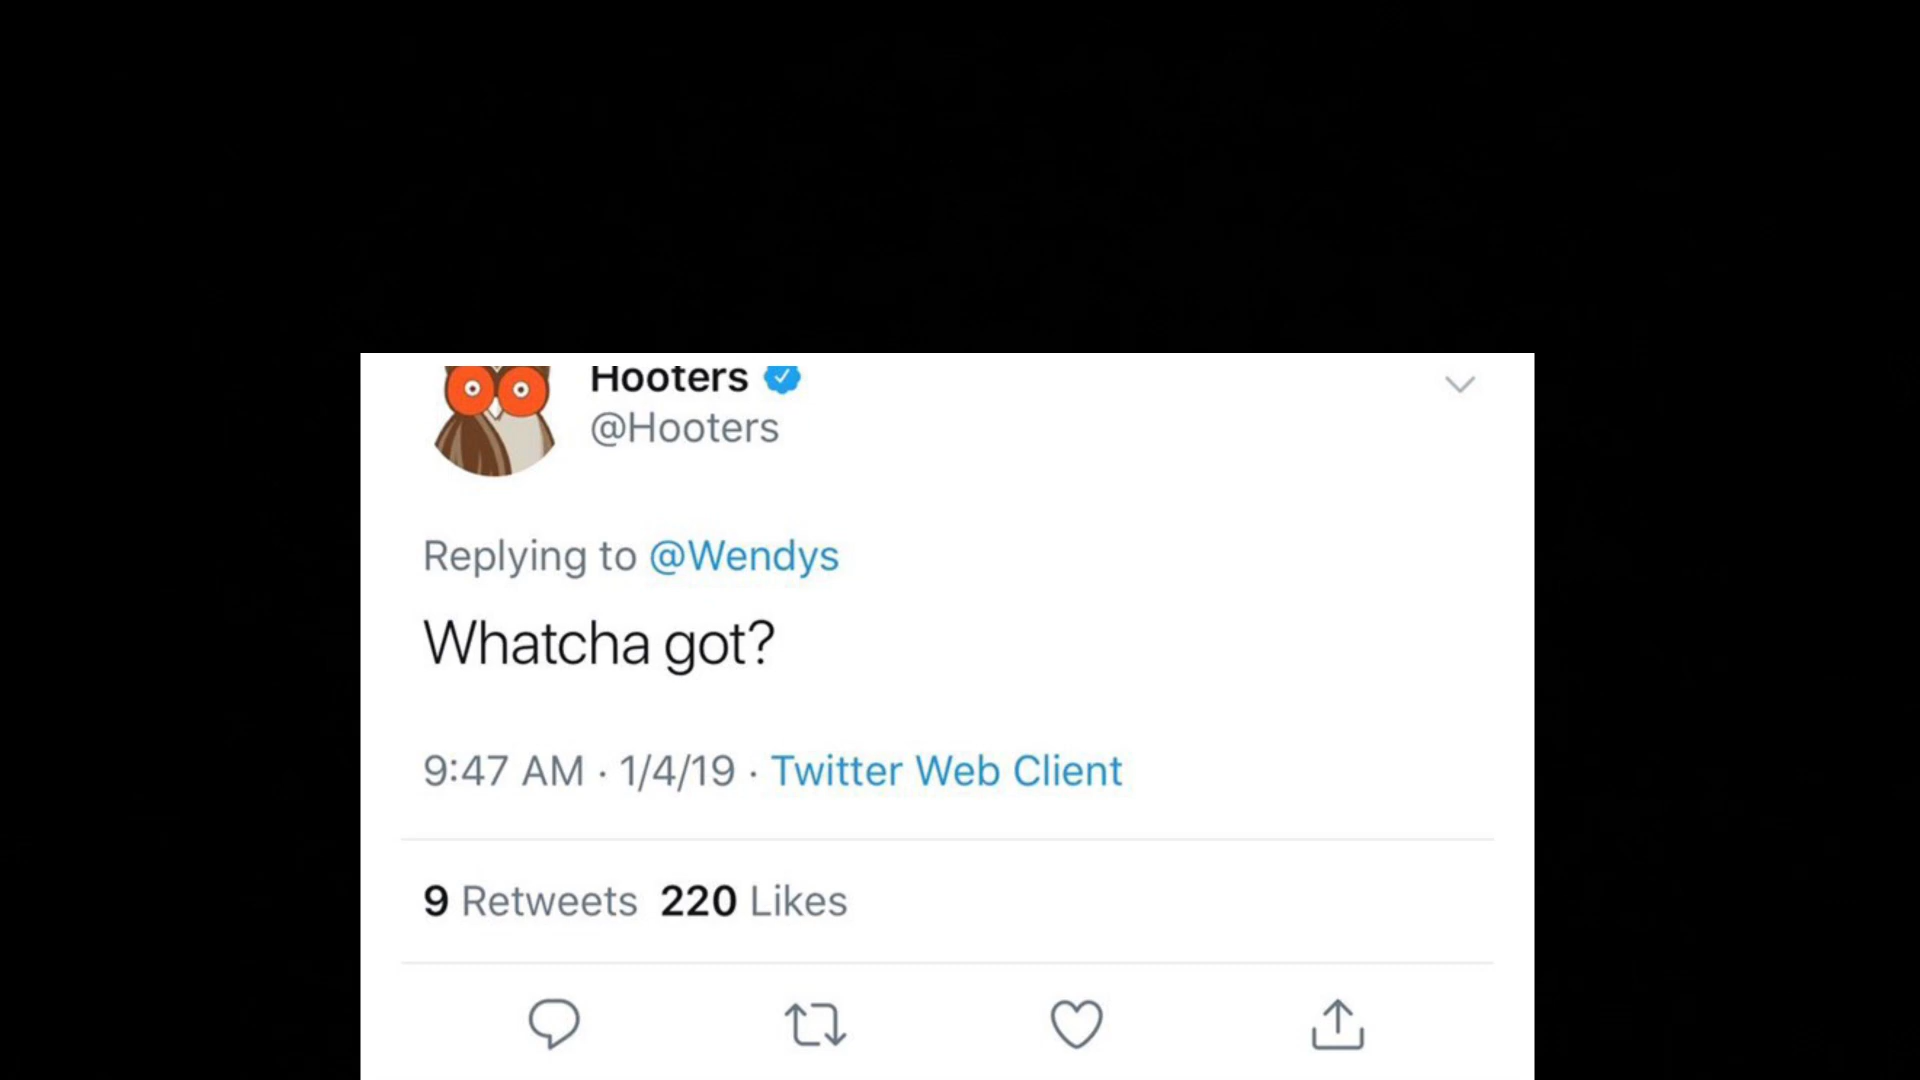 Hooters
@Hooters
Replying to @Wendys
Whatcha got?
9:47 AM · 1/4/19 · Twitter Web Client
9 Retweets 220 Likes